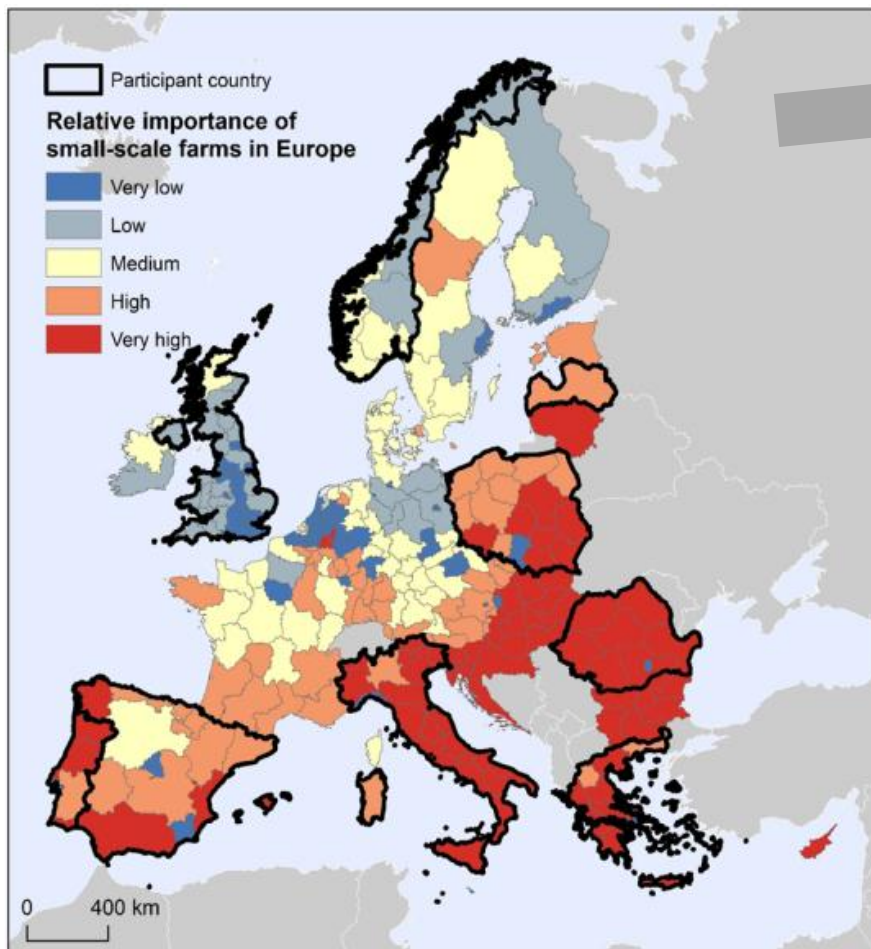 Participant country
Relative importance of
small-scale farms in Europe
Very low
Low
Medium
High
Very high
0 400 km